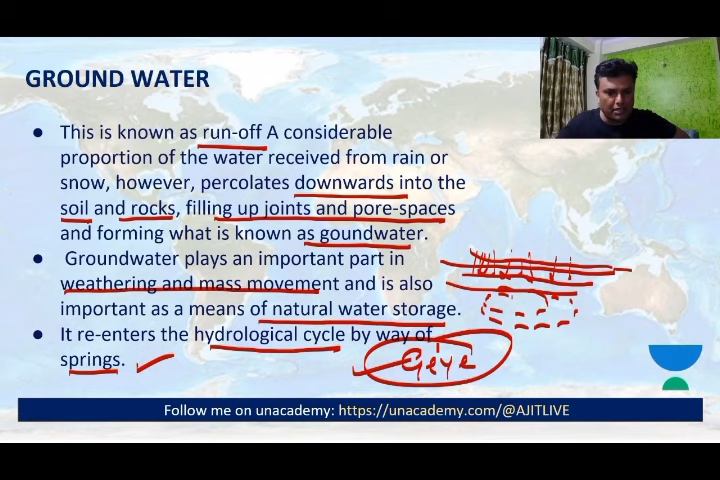 GROUND WATER
● This is known as run-off A considerable
proportion of the water received from rain or
snow, however, percolates downwards into the
soil and rocks, filling up joints and pore-spaces
and forming what is known as goundwater.
● Groundwater plays an important part in
weathering and mass movement and is also
important as a means of natural water storage.
● It re-enters the hydrological cycle by way of
springs.
Geye
Follow me on unacademy: https://unacademy.com/@AJITLIVE